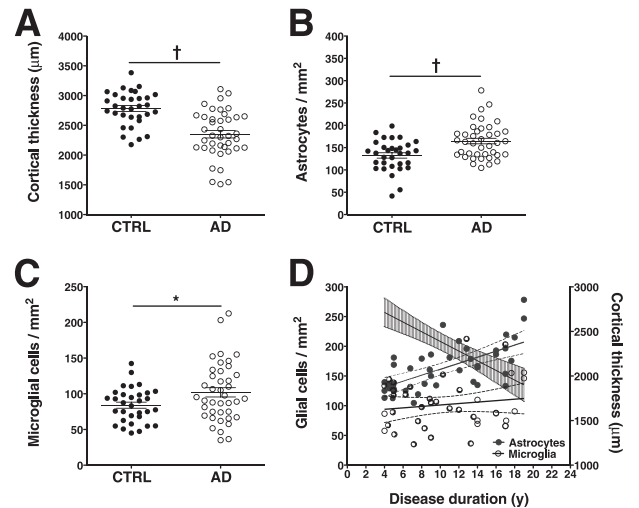 A
Cortical thickness (μm)
4000
3500
3000
2500
2000
1500
1000
†
CTRL
AD
B
Astrocytes / mm2
400
350
300
250
200
150
100
50
0
†
CTRL
AD
C
Microglial cells / mm2
250
200
150
100
50
0
*
CTRL
AD
D
Glial cells / mm2
300
250
200
150
100
50
0
3000
2500
2000
1500
1000
Cortical thickness (μm)
Astrocytes
Microglia
0 2 4 6 8 10 12 14 16 18 20 22 24
Disease duration (y)